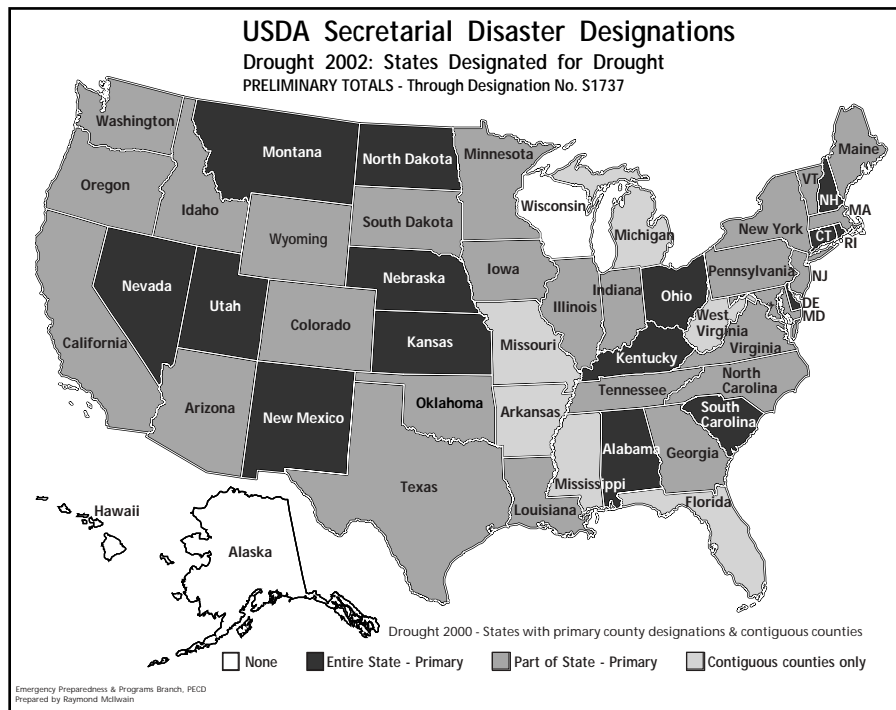 USDA Secretarial Disaster Designations
Drought 2002: States Designated for Drought
PRELIMINARY TOTALS - Through Designation No. S1737
Washington
Montana
North Dakota
Minnesota
Maine
Oregon
Idaho
VT
NH
South Dakota
Wisconsin
MA
Wyoming
Michigan
New York
CT
RI
Nevada
Nebraska
Iowa
Pennsylvania
NJ
Utah
Illinois
Indiana
Ohio
DE
Colorado
West
Virginia
MD
California
Kansas
Missouri
Kentucky
Virginia
Arizona
New Mexico
Oklahoma
Tennessee
North
Carolina
Arkansas
South
Carolina
Alabama
Georgia
Texas
Mississippi
Louisiana
Florida
Hawaii
Alaska
Drought 2000 - States with primary county designations & contiguous counties
None
Entire State - Primary
Part of State - Primary
Contiguous counties only
Emergency Preparedness & Programs Branch, PECD
Prepared by Raymond McIlwain